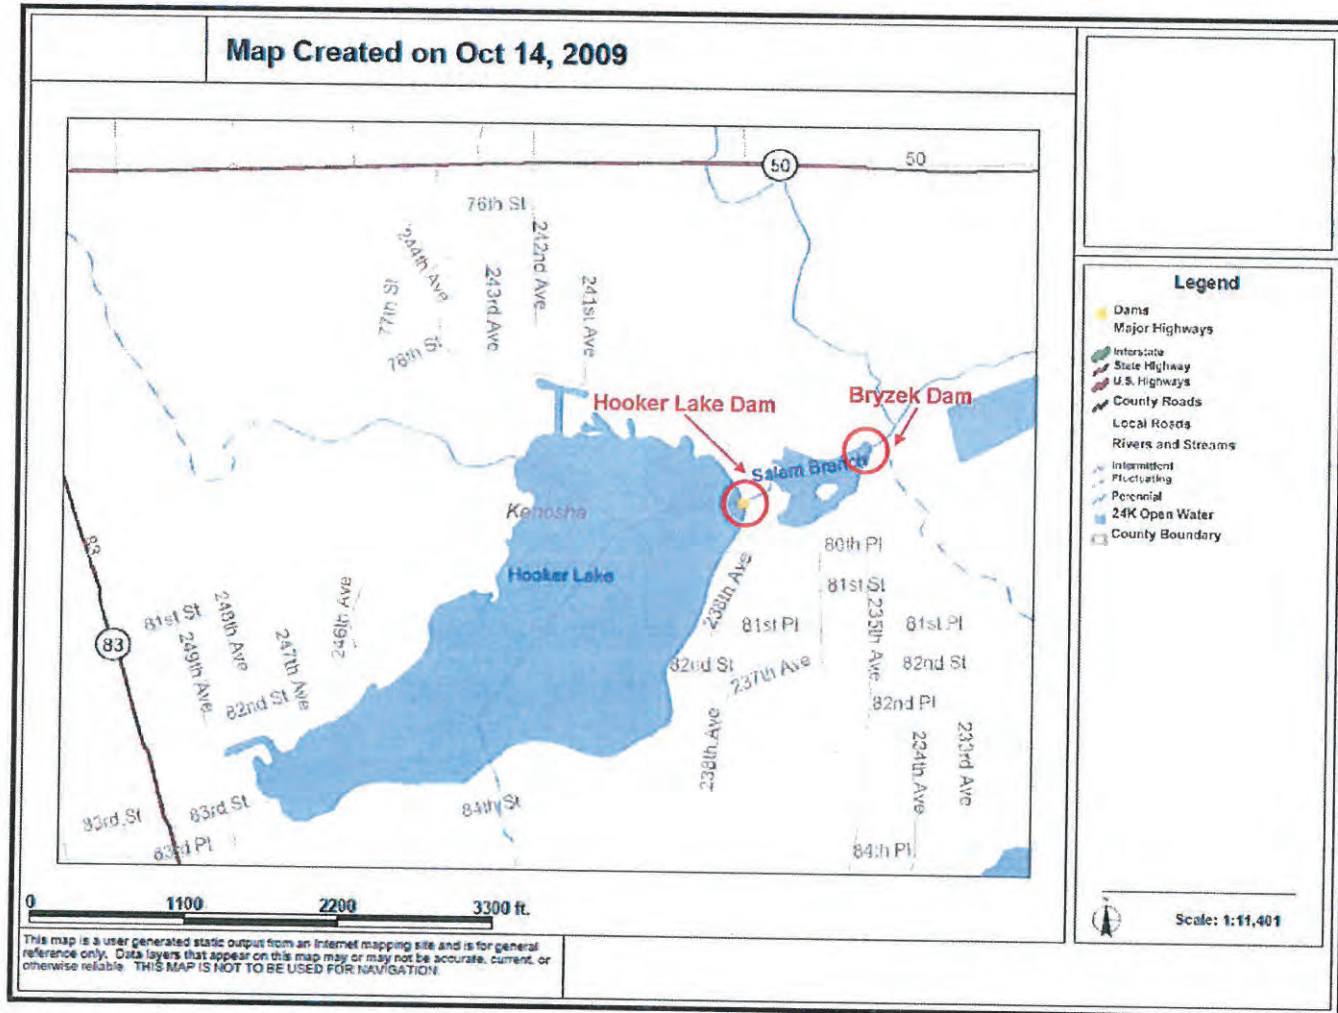 Map Created on Oct 14, 2009
50
50
76th St
244th Ave
242nd Ave
243rd Ave
241st Ave
77th St
76th St
Hooker Lake Dam
Bryzek Dam
Salem Branch
Kenosha
Hooker Lake
80th Pl
81st St
238th Ave
235th Ave
81st Pl
81st Pl
82nd St
82nd St
237th Ave
82nd Pl
238th Ave
234th Ave
233rd Ave
84th Pl
83
83
81st St
248th Ave
249th Ave
247th Ave
246th Ave
82nd St
83rd St
83rd St
83rd Pl
84th St
0 1100 2200 3300 ft.
This map is a user generated static output from an Internet mapping site and is for general
reference only. Data layers that appear on this map may or may not be accurate, current, or
otherwise reliable. THIS MAP IS NOT TO BE USED FOR NAVIGATION.
Legend
Dams
Major Highways
Interstate
State Highway
U.S. Highways
County Roads
Local Roads
Rivers and Streams
Intermittent
Fluctuating
Perennial
24K Open Water
County Boundary
Scale: 1:11,401